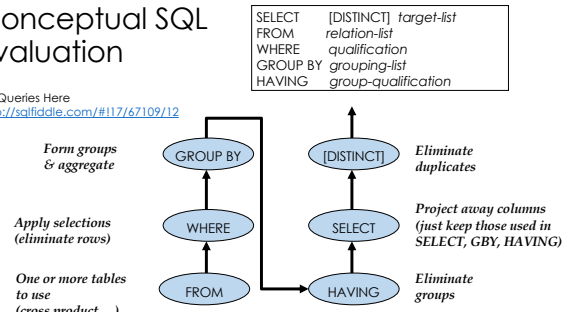 onceptual SQL
valuation
SELECT [DISTINCT] target-list
FROM relation-list
WHERE qualification
GROUP BY grouping-list
HAVING group-qualification
Queries Here
://sqlfiddle.com/#!17/67109/12
Form groups
& aggregate
GROUP BY
[DISTINCT]
Eliminate
duplicates
Apply selections
(eliminate rows)
WHERE
SELECT
Project away columns
(just keep those used in
SELECT, GBY, HAVING)
One or more tables
to use
(cross product …)
FROM
HAVING
Eliminate
groups